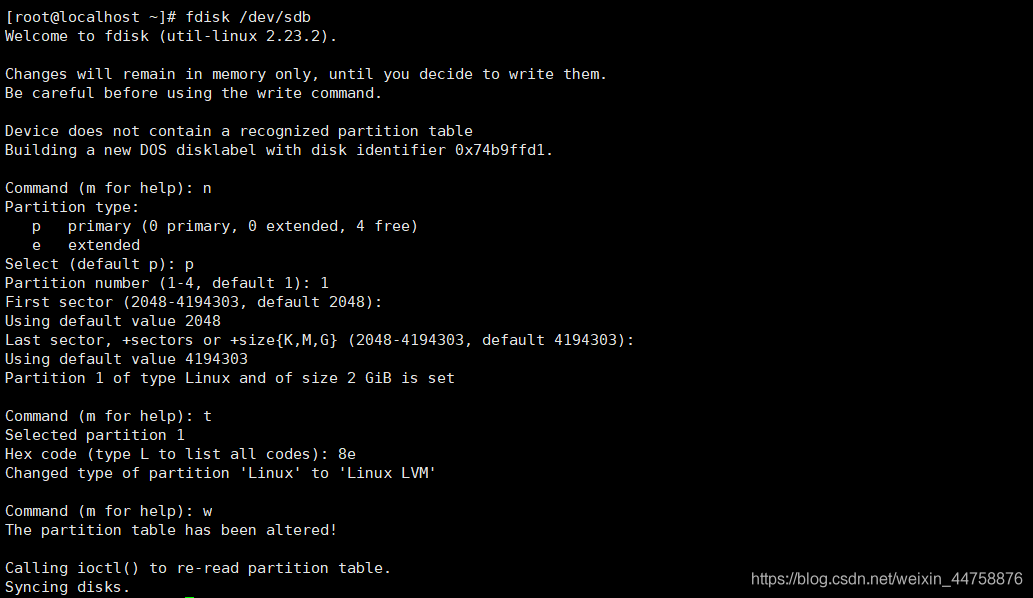 [root@localhost ~]# fdisk /dev/sdb
Welcome to fdisk (util-linux 2.23.2).

Changes will remain in memory only, until you decide to write them.
Be careful before using the write command.

Device does not contain a recognized partition table
Building a new DOS disklabel with disk identifier 0x74b9ffd1.

Command (m for help): n
Partition type:
   p   primary (0 primary, 0 extended, 4 free)
   e   extended
Select (default p): p
Partition number (1-4, default 1): 1
First sector (2048-4194303, default 2048):
Using default value 2048
Last sector, +sectors or +size{K,M,G} (2048-4194303, default 4194303):
Using default value 4194303
Partition 1 of type Linux and of size 2 GiB is set

Command (m for help): t
Selected partition 1
Hex code (type L to list all codes): 8e
Changed type of partition 'Linux' to 'Linux LVM'

Command (m for help): w
The partition table has been altered!

Calling ioctl() to re-read partition table.
Syncing disks.
https://blog.csdn.net/weixin_44758876